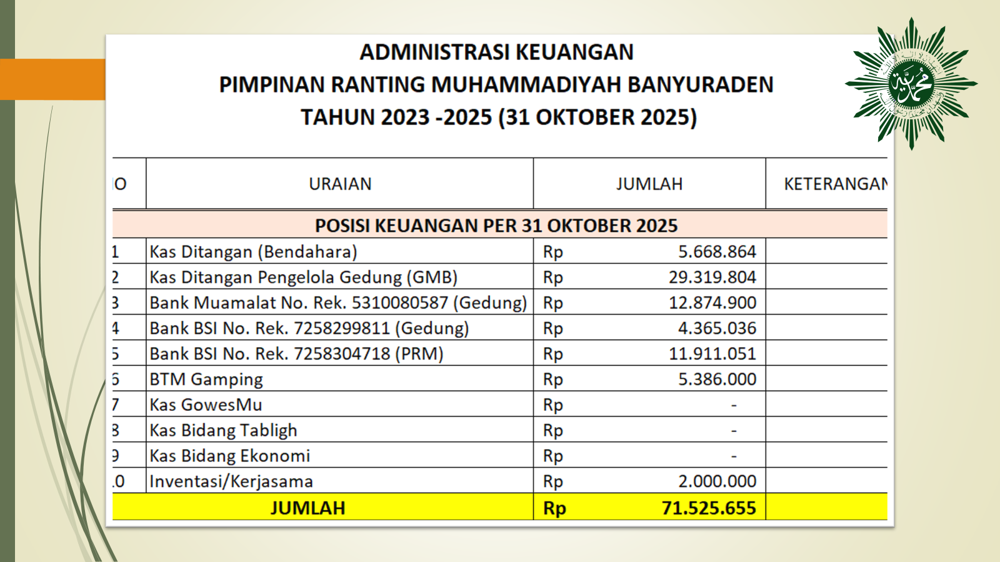 ADMINISTRASI KEUANGAN
PIMPINAN RANTING MUHAMMADIYAH BANYURADEN
TAHUN 2023 -2025 (31 OKTOBER 2025)
O URAIAN JUMLAH KETERANGAN
POSISI KEUANGAN PER 31 OKTOBER 2025
1 Kas Ditangan (Bendahara) Rp 5.668.864
2 Kas Ditangan Pengelola Gedung (GMB) Rp 29.319.804
3 Bank Muamalat No. Rek. 5310080587 (Gedung) Rp 12.874.900
4 Bank BSI No. Rek. 7258299811 (Gedung) Rp 4.365.036
5 Bank BSI No. Rek. 7258304718 (PRM) Rp 11.911.051
6 BTM Gamping Rp 5.386.000
7 Kas GowesMu Rp -
8 Kas Bidang Tabligh Rp -
9 Kas Bidang Ekonomi Rp -
10 Inventasi/Kerjasama Rp 2.000.000
JUMLAH Rp 71.525.655